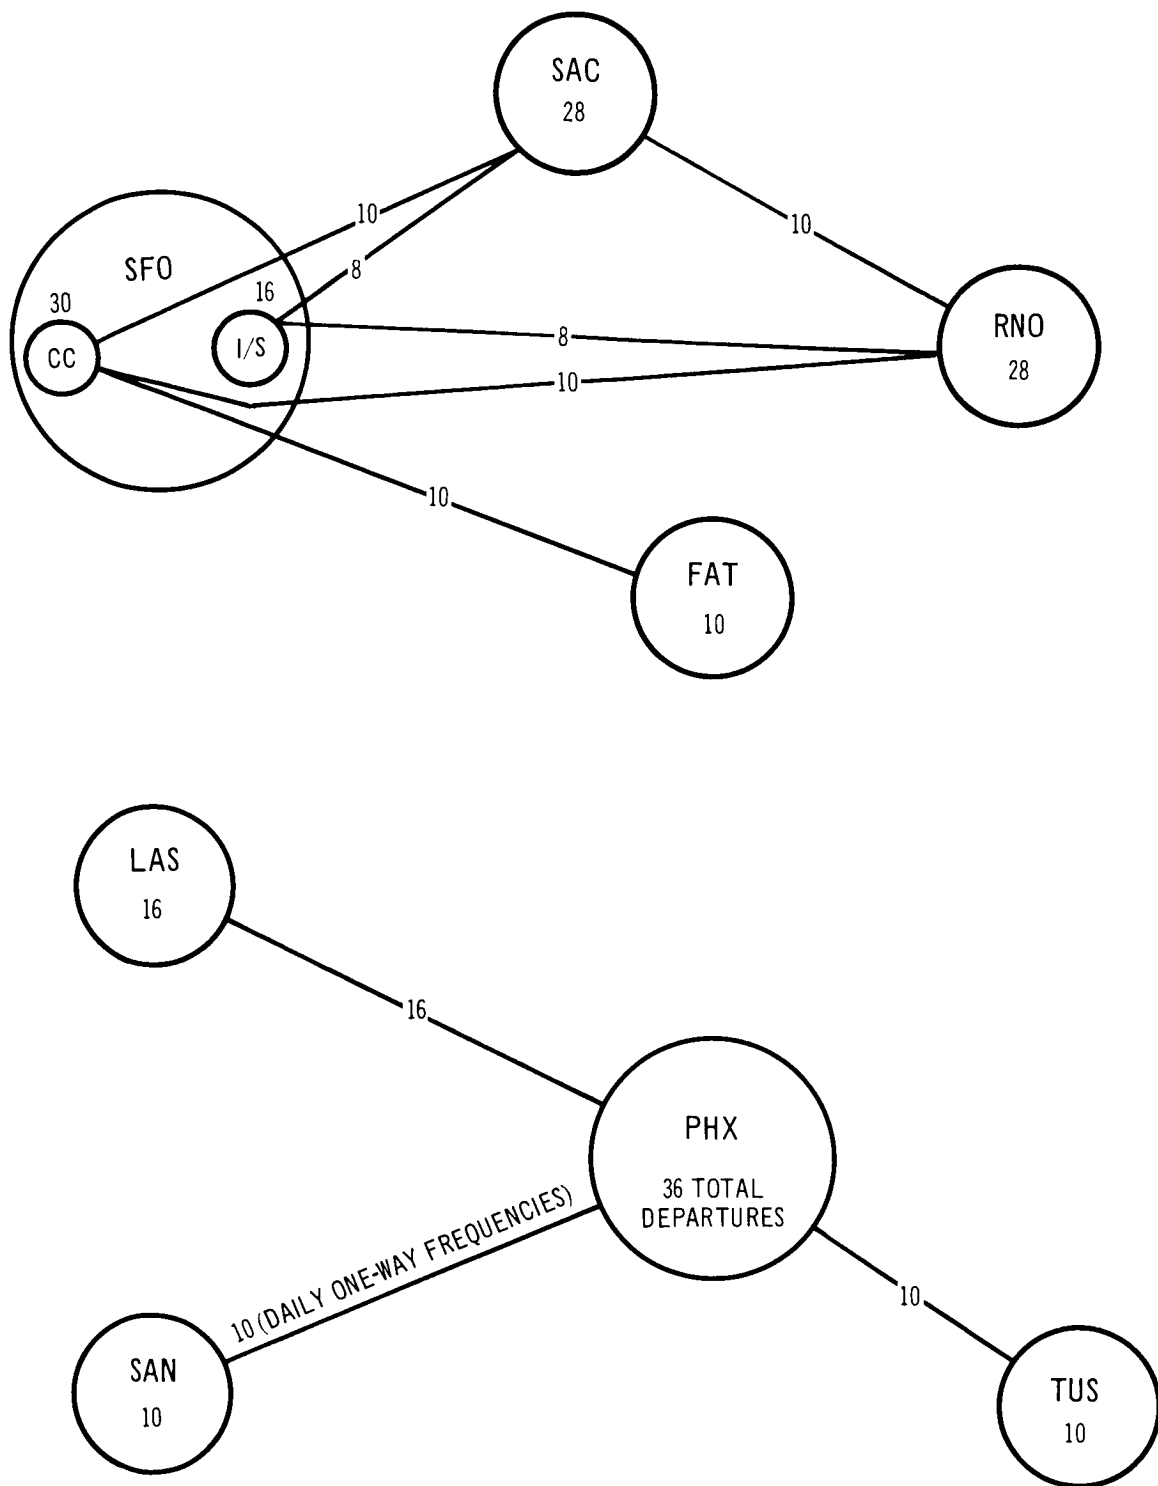 SAC
28
10
10
SFO
8
16
30
I/S
CC
8
RNO
28
10
10
FAT
10
LAS
16
16
PHX
36 TOTAL
DEPARTURES
10 (DAILY ONE-WAY FREQUENCIES)
10
SAN
10
TUS
10